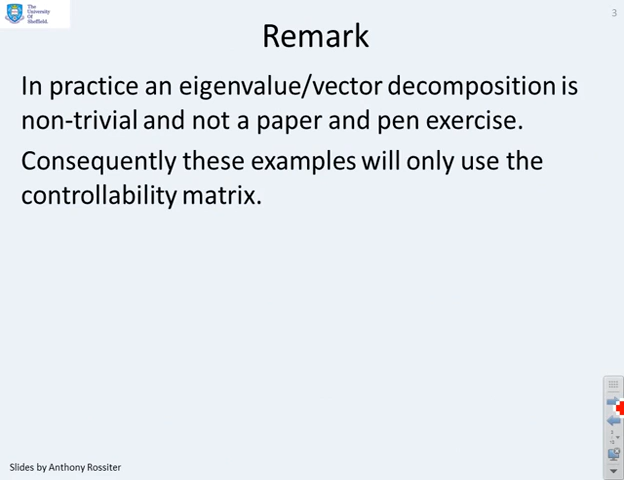 The
University
Of
Sheffield.
3
Remark
In practice an eigenvalue/vector decomposition is
non-trivial and not a paper and pen exercise.
Consequently these examples will only use the
controllability matrix.
Slides by Anthony Rossiter